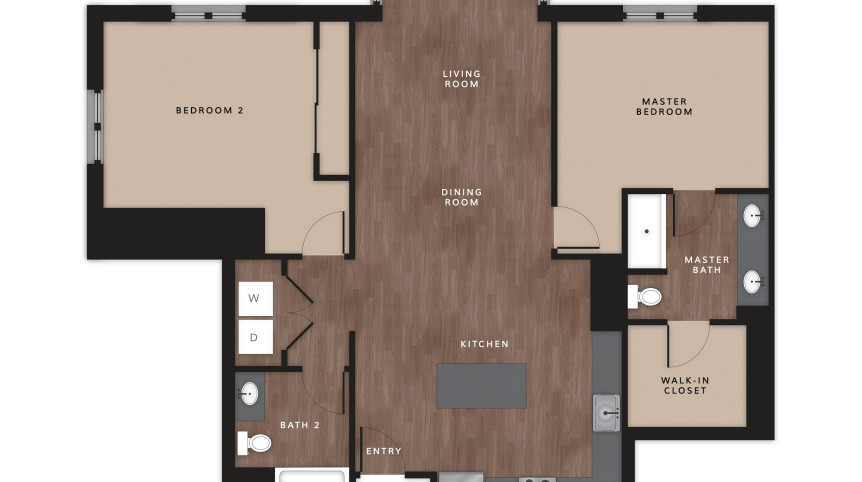 LIVING
ROOM
BEDROOM 2
MASTER
BEDROOM
DINING
ROOM
MASTER
BATH
W
D
KITCHEN
WALK-IN
CLOSET
BATH 2
ENTRY